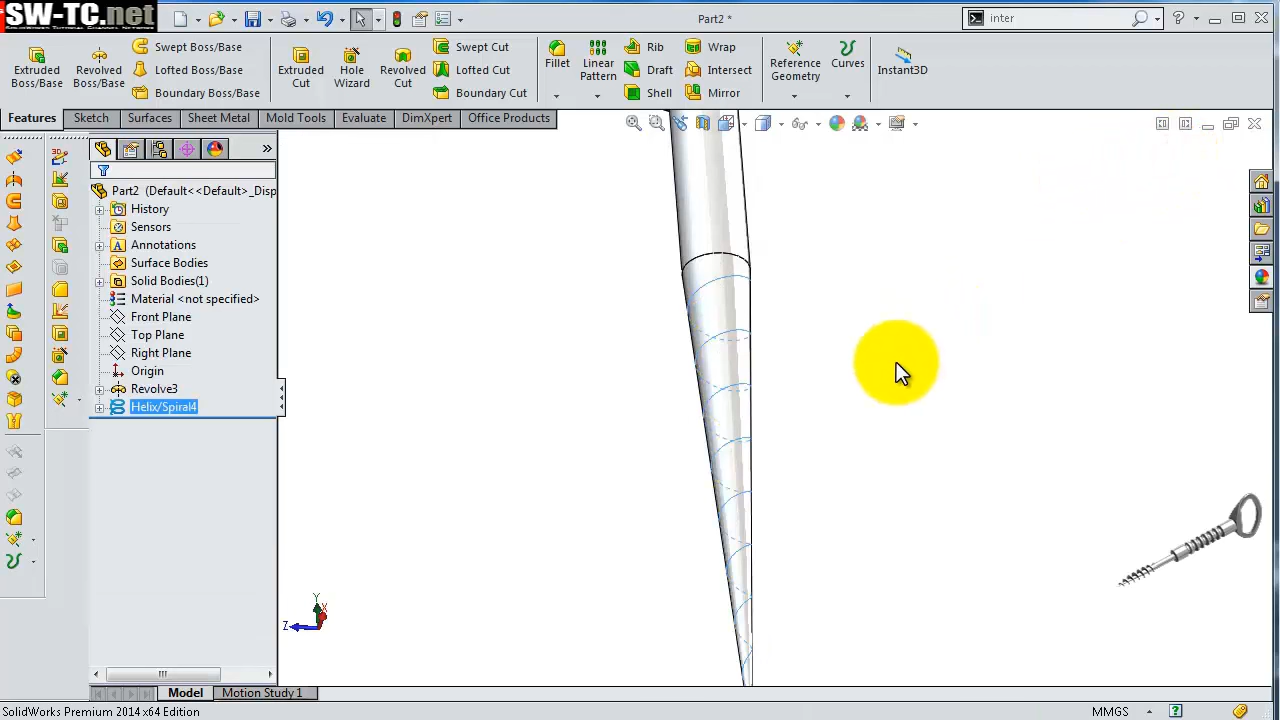 SW-TC.net
SolidWorks Tutorial Channel Networks
Part2 *
inter
Extruded Boss/Base
Revolved Boss/Base
Swept Boss/Base
Lofted Boss/Base
Boundary Boss/Base
Extruded Cut
Hole Wizard
Revolved Cut
Swept Cut
Lofted Cut
Boundary Cut
Fillet
Linear Pattern
Rib
Draft
Shell
Wrap
Intersect
Mirror
Reference Geometry
Curves
Instant3D
Features
Sketch
Surfaces
Sheet Metal
Mold Tools
Evaluate
DimXpert
Office Products
Part2 (Default<<Default>_Disp
History
Sensors
Annotations
Surface Bodies
Solid Bodies(1)
Material <not specified>
Front Plane
Top Plane
Right Plane
Origin
Revolve3
Helix/Spiral4
Y
X
Z
Model
Motion Study 1
SolidWorks Premium 2014 x64 Edition
MMGS